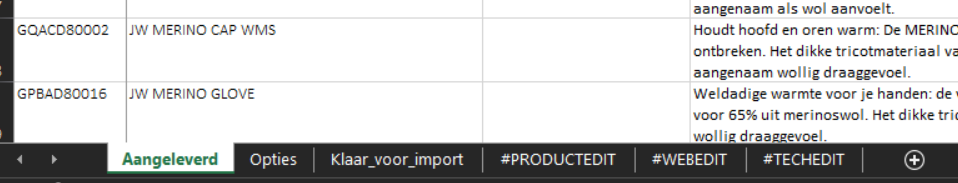 aangenaam als wol aanvoelt.
GQACD80002 JW MERINO CAP WMS Houdt hoofd en oren warm: De MERINO
ontbreken. Het dikke tricotmateriaal va
aangenaam wollig draaggevoel.
GPBAD80016 JW MERINO GLOVE Weldadige warmte voor je handen: de
voor 65% uit merinoswol. Het dikke tric
wollig draaggevoel.
Aangeleverd Opties Klaar_voor_import #PRODUCTEDIT #WEBEDIT #TECHEDIT